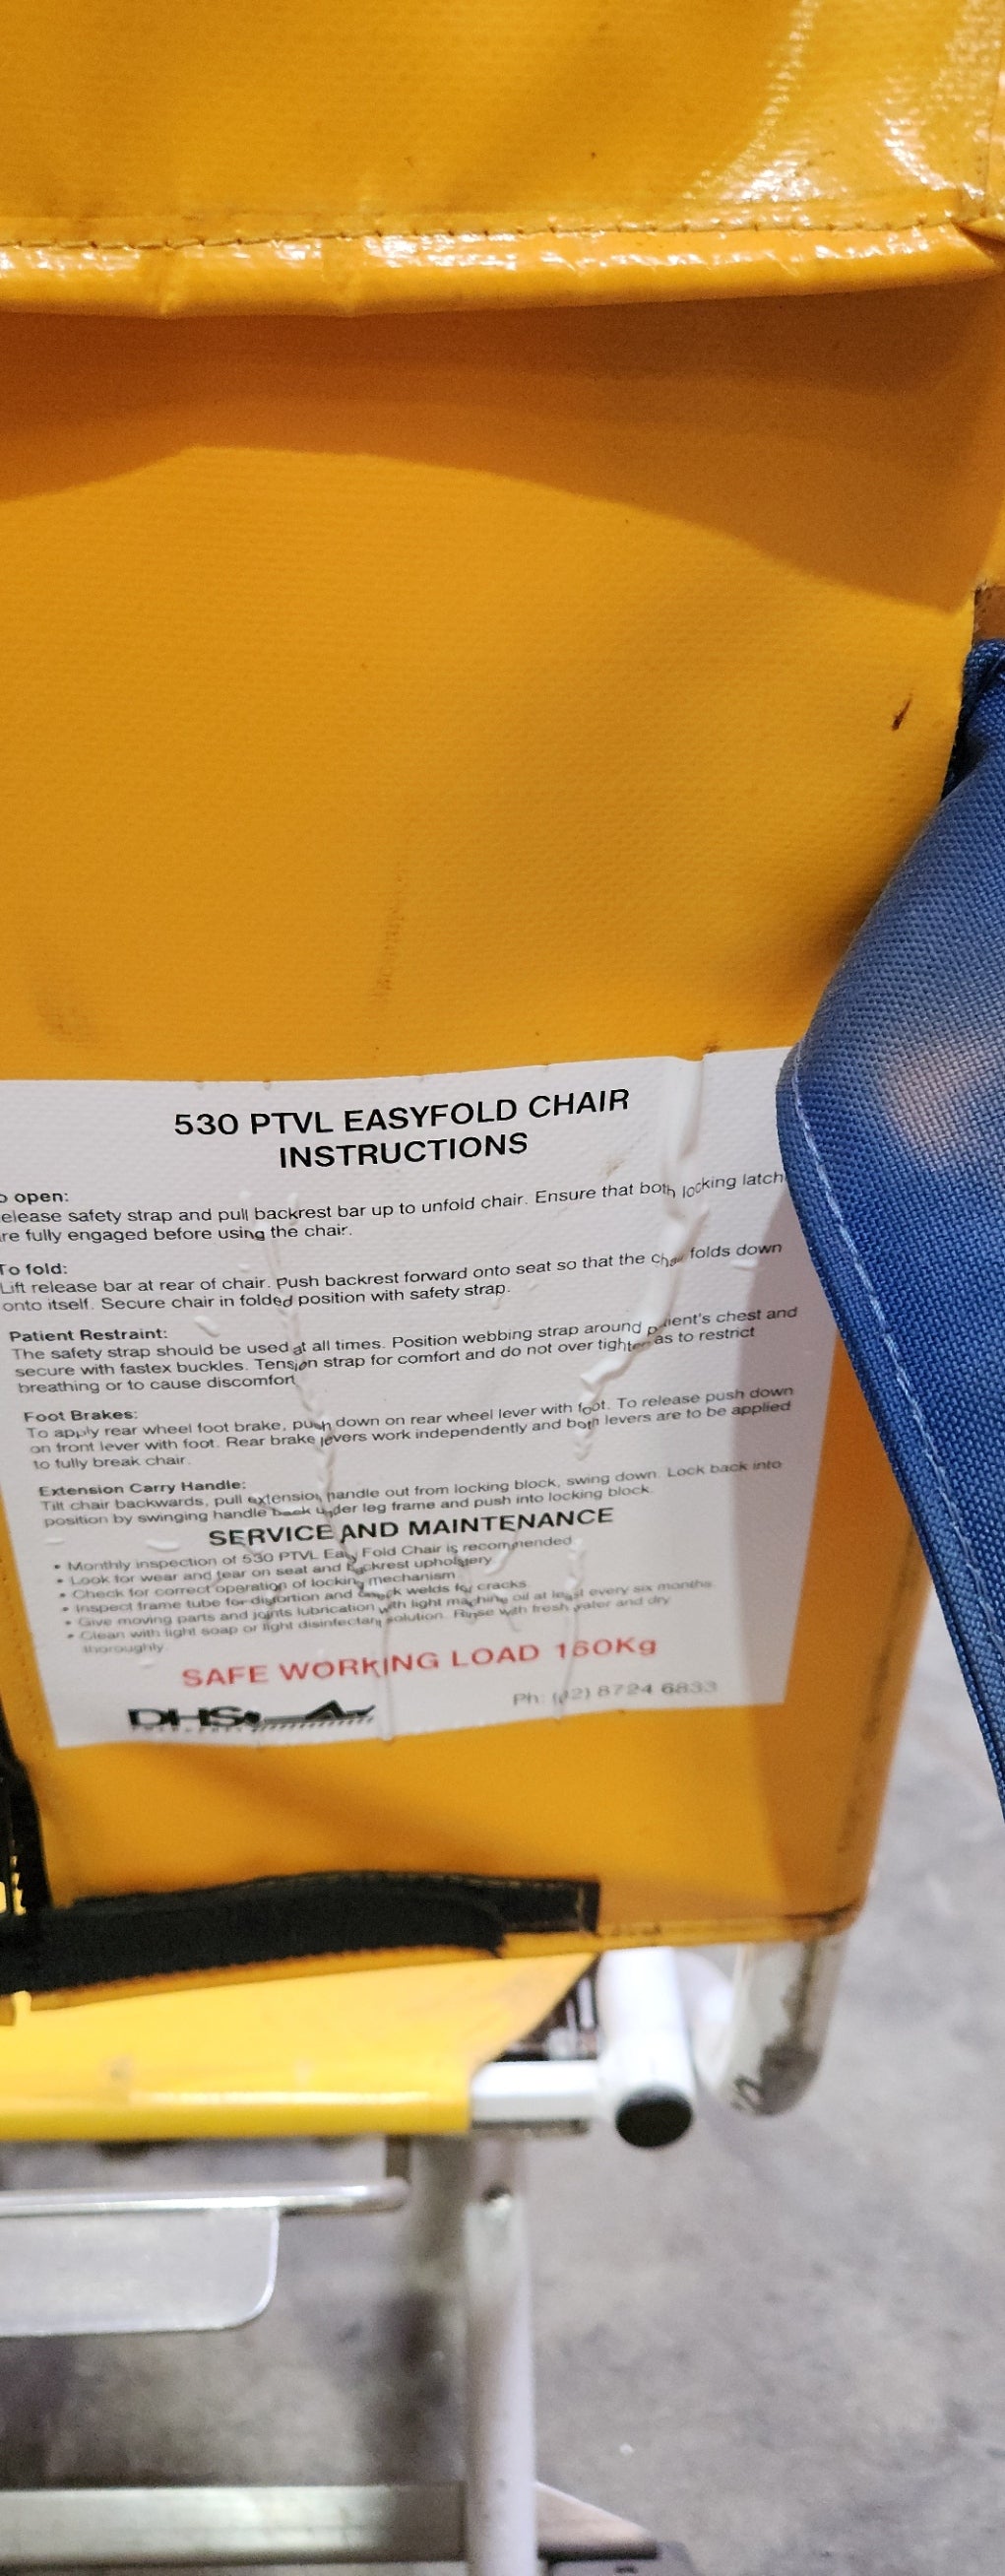 530 PTVL EASYFOLD CHAIR
INSTRUCTIONS
o open:
elease safety strap and pull backrest bar up to unfold chair. Ensure that both locking latch
re fully engaged before using the chair.
To fold:
Lift release bar at rear of chair. Push backrest forward onto seat so that the chair folds down
onto itself. Secure chair in folded position with safety strap.
Patient Restraint:
The safety strap should be used at all times. Position webbing strap around patient's chest and
secure with fastex buckles. Tension strap for comfort and do not over tighten as to restrict
breathing or to cause discomfort
Foot Brakes:
To apply rear wheel foot brake, push down on rear wheel lever with foot. To release push down
on front lever with foot. Rear brake levers work independently and both levers are to be applied
to fully break chair.
Extension Carry Handle:
Tilt chair backwards, pull extension handle out from locking block, swing down. Lock back into
position by swinging handle back under leg frame and push into locking block.
SERVICE AND MAINTENANCE
• Monthly inspection of 530 PTVL Easy Fold Chair is recommended
• Look for wear and tear on seat and backrest upholstery
• Check for correct operation of locking mechanism
• Inspect frame tube for distortion and check welds for cracks
• Give moving parts and joints lubrication with light machine oil at least every six months
• Clean with light soap or light disinfectant solution. Rinse with fresh water and dry
thoroughly
SAFE WORKING LOAD 160Kg
DHS
Ph: (02) 8724 6833